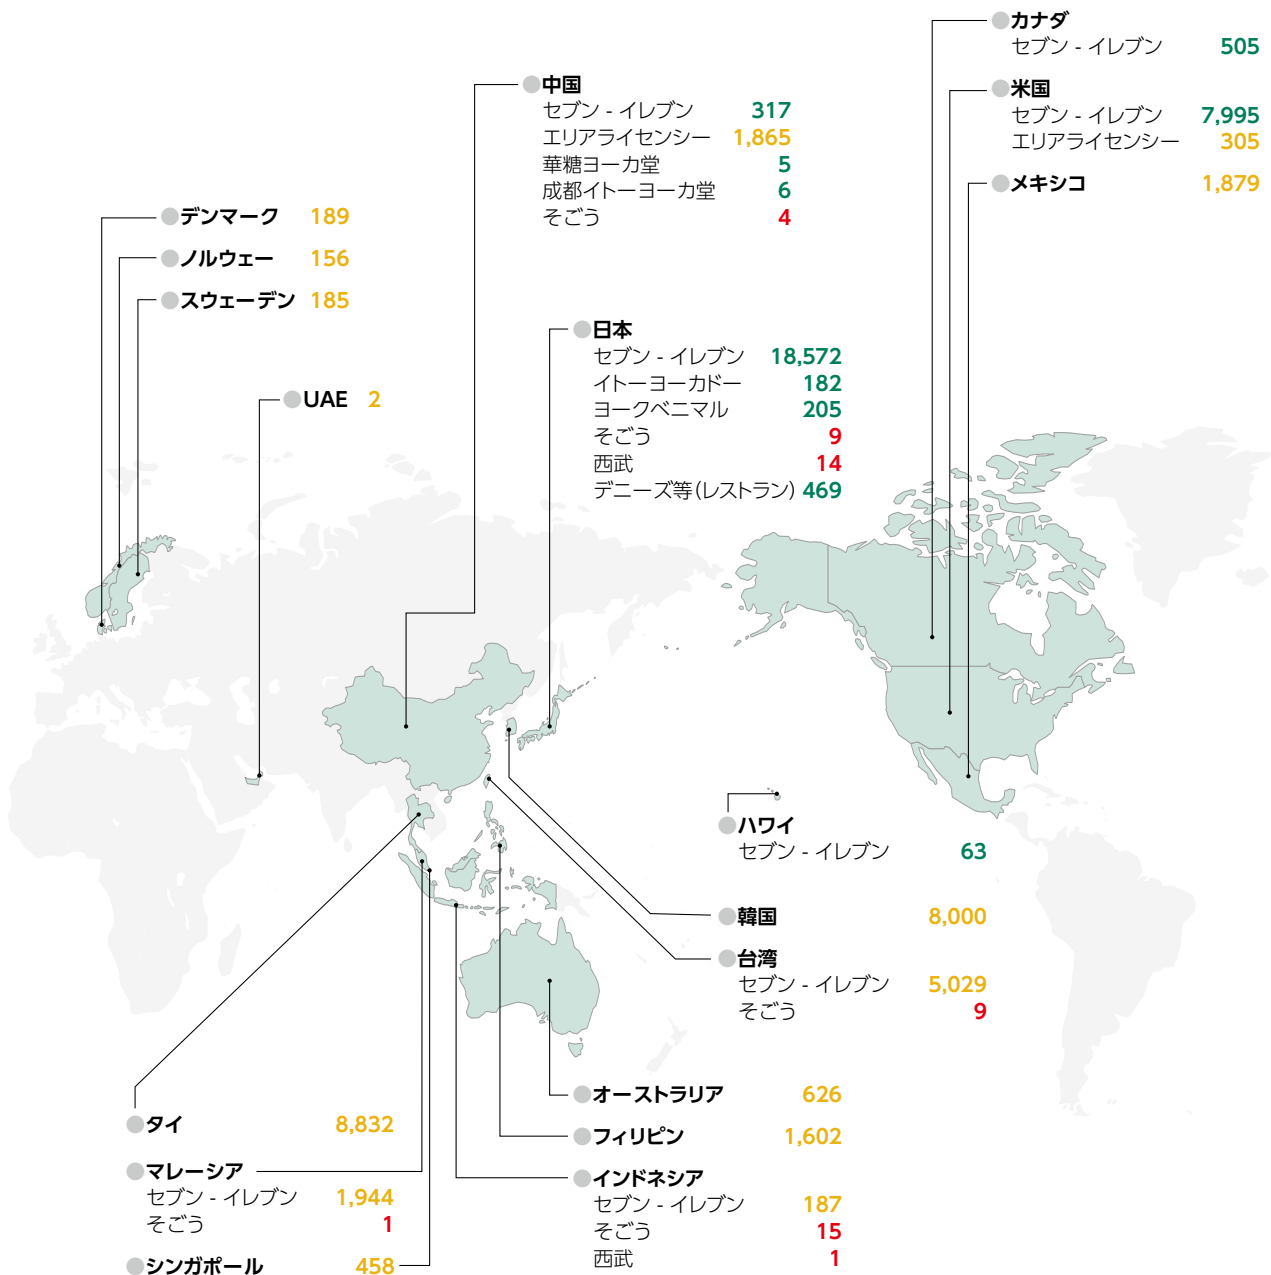 カナダ
セブン - イレブン 505
米国
セブン - イレブン 7,995
エリアライセンシー 305
メキシコ 1,879
中国
セブン - イレブン 317
エリアライセンシー 1,865
華糖ヨーカ堂 5
成都イトーヨーカ堂 6
そごう 4
デンマーク 189
ノルウェー 156
スウェーデン 185
UAE 2
日本
セブン - イレブン 18,572
イトーヨーカドー 182
ヨークベニマル 205
そごう 9
西武 14
デニーズ等(レストラン) 469
ハワイ
セブン - イレブン 63
韓国 8,000
台湾
セブン - イレブン 5,029
そごう 9
オーストラリア 626
フィリピン 1,602
インドネシア
セブン - イレブン 187
そごう 15
西武 1
タイ 8,832
マレーシア
セブン - イレブン 1,944
そごう 1
シンガポール 458